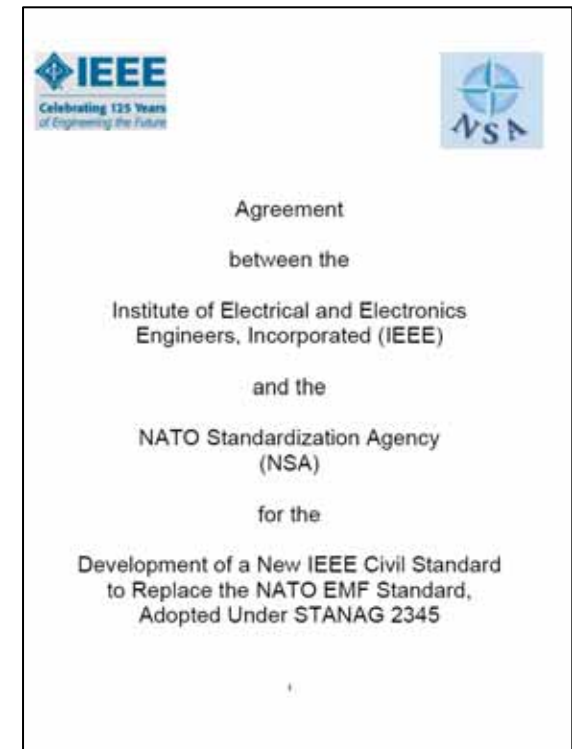 IEEE
Celebrating 125 Years
of Engineering the Future
NSA
Agreement
between the
Institute of Electrical and Electronics
Engineers, Incorporated (IEEE)
and the
NATO Standardization Agency
(NSA)
for the
Development of a New IEEE Civil Standard
to Replace the NATO EMF Standard,
Adopted Under STANAG 2345